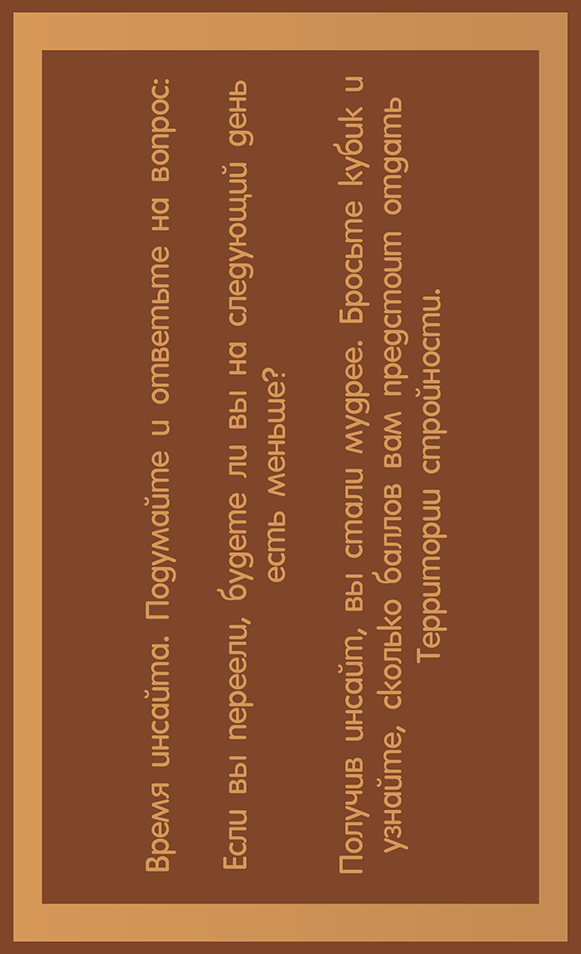 Время инсайта. Подумайте и ответьте на вопрос:
Если вы переели, будете ли вы на следующий день
есть меньше?
Получив инсайт, вы стали мудрее. Бросьте кубик и
узнайте, сколько баллов вам предстоит отдать
Территории стройности.